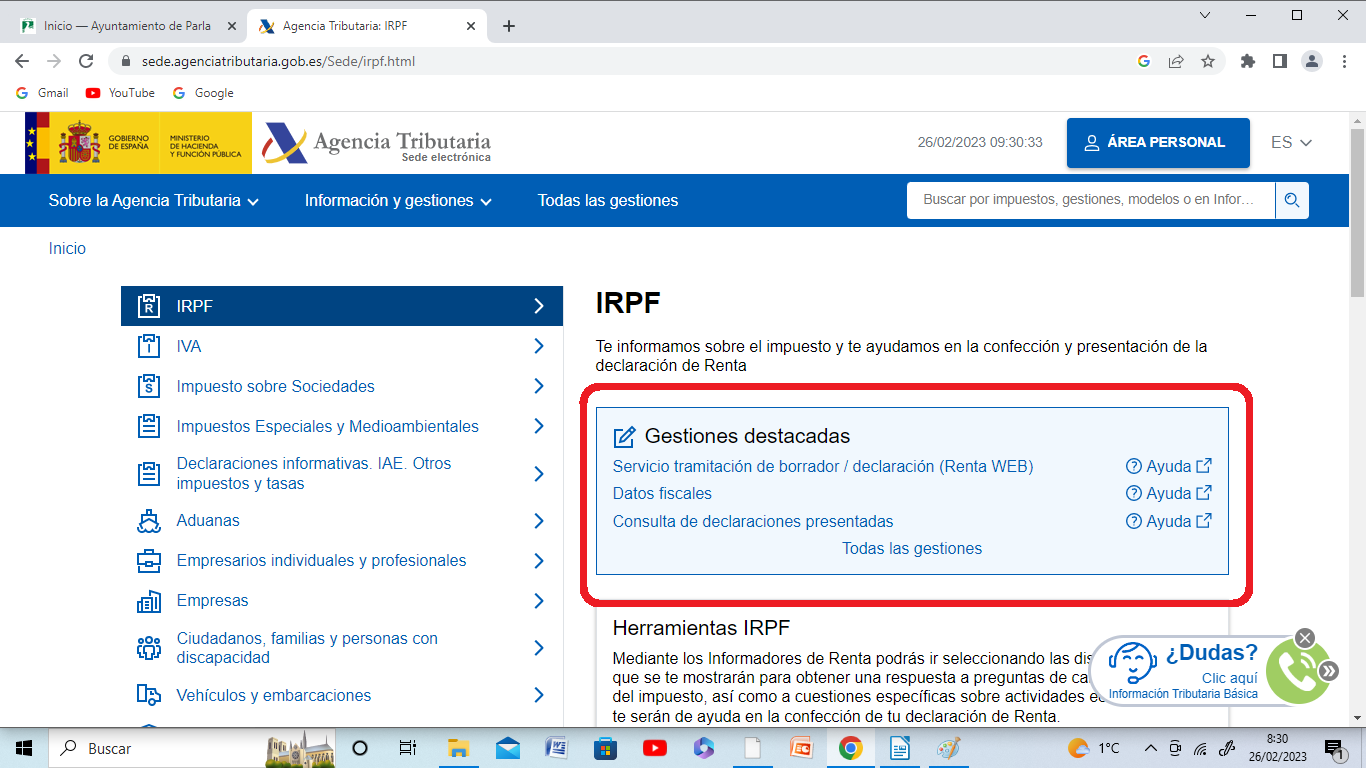 Inicio — Ayuntamiento de Parla
Agencia Tributaria: IRPF
sede.agenciatributaria.gob.es/Sede/irpf.html
Gmail
YouTube
Google
GOBIERNO
DE ESPAÑA
MINISTERIO
DE HACIENDA
Y FUNCIÓN PÚBLICA
Agencia Tributaria
Sede electrónica
26/02/2023 09:30:33
ÁREA PERSONAL
ES
Sobre la Agencia Tributaria
Información y gestiones
Todas las gestiones
Buscar por impuestos, gestiones, modelos o en Infor...
Inicio
IRPF
IVA
Impuesto sobre Sociedades
Impuestos Especiales y Medioambientales
Declaraciones informativas. IAE. Otros
impuestos y tasas
Aduanas
Empresarios individuales y profesionales
Empresas
Ciudadanos, familias y personas con
discapacidad
Vehículos y embarcaciones
IRPF
Te informamos sobre el impuesto y te ayudamos en la confección y presentación de la
declaración de Renta
Gestiones destacadas
Servicio tramitación de borrador / declaración (Renta WEB)
Ayuda
Datos fiscales
Ayuda
Consulta de declaraciones presentadas
Ayuda
Todas las gestiones
Herramientas IRPF
Mediante los Informadores de Renta podrás ir seleccionando las
que se te mostrarán para obtener una respuesta a preguntas de
del impuesto, así como a cuestiones específicas sobre actividades
te serán de ayuda en la confección de tu declaración de Renta.
¿Dudas?
Clic aquí
Información Tributaria Básica
Buscar
1°C
8:30
26/02/2023
1